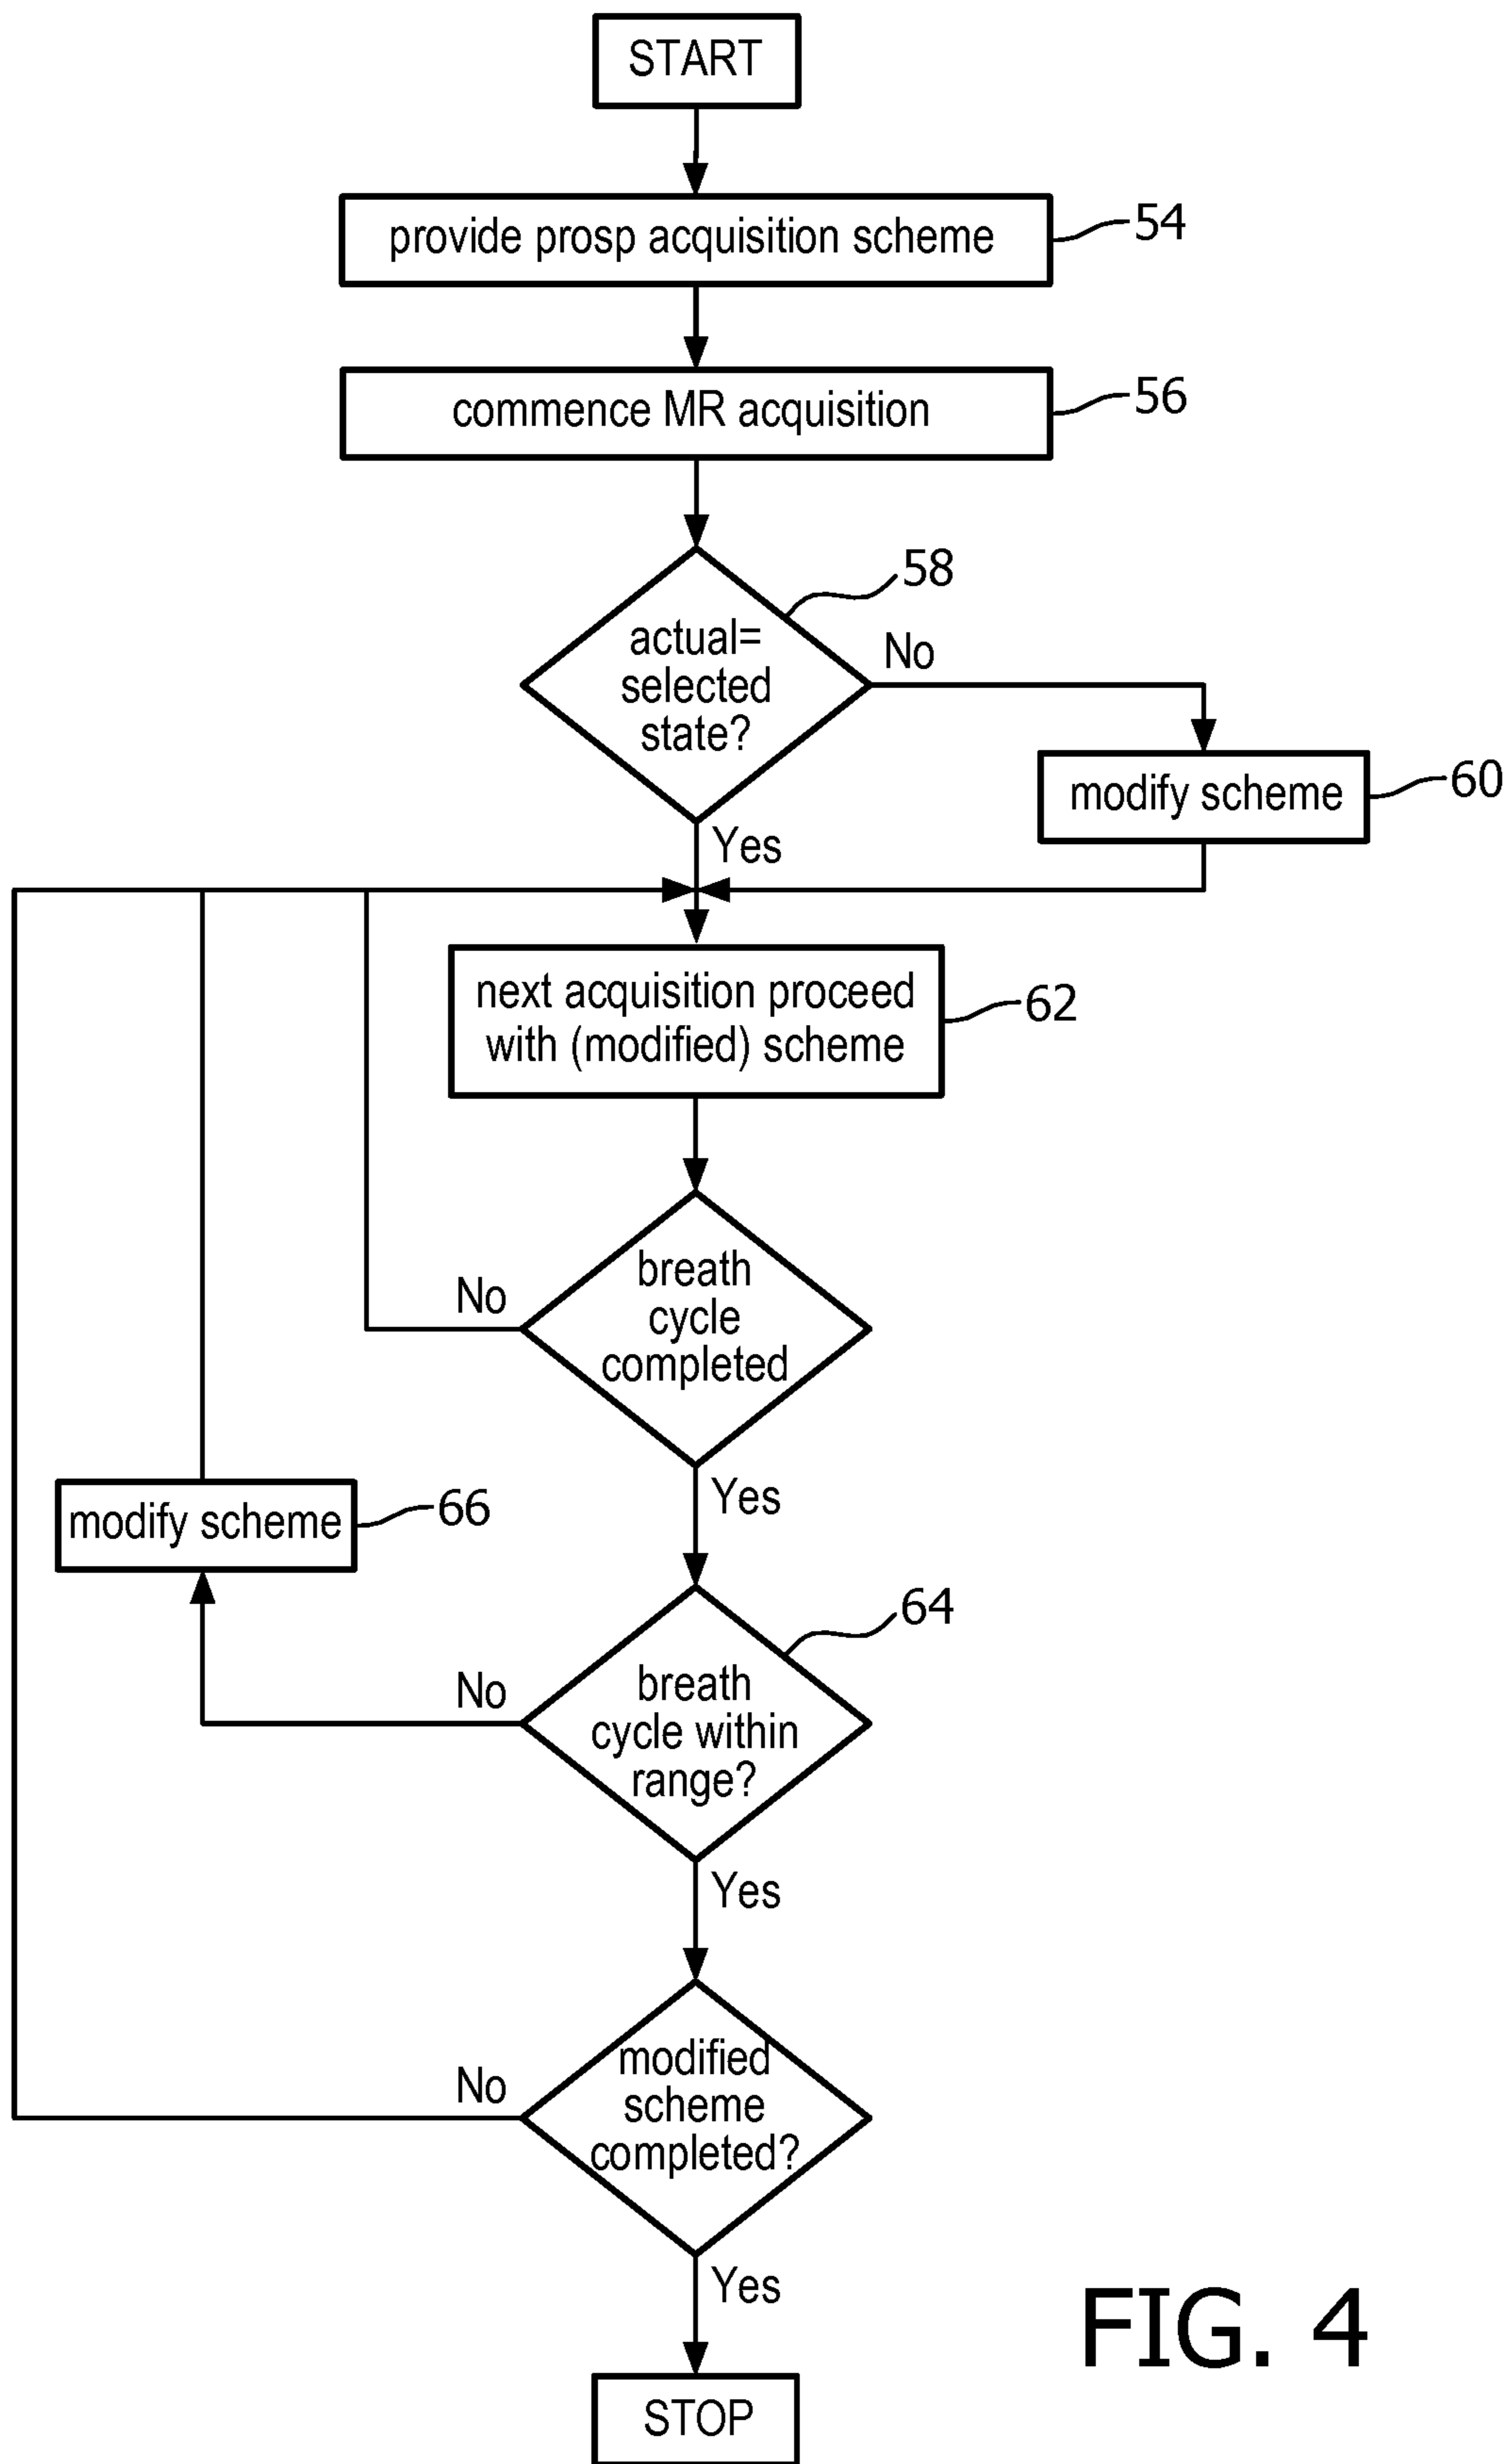 START
provide prosp acquisition scheme
54
commence MR acquisition
56
58
actual=
selected
state?
No
modify scheme
60
Yes
next acquisition proceed
with (modified) scheme
62
breath
cycle
completed
No
Yes
modify scheme
66
64
breath
cycle within
range?
No
Yes
modified
scheme
completed?
No
Yes
STOP
FIG. 4